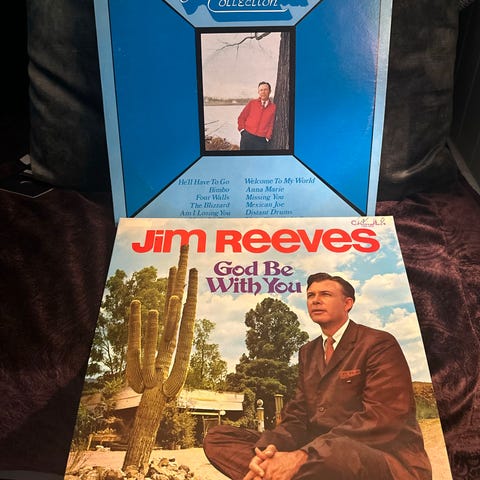 Collection
He'll Have To Go
Bimbo
Four Walls
The Blizzard
Am I Losing You
Welcome To My World
Anna Marie
Missing You
Mexican Joe
Distant Drums
Jim Reeves
God Be
With You